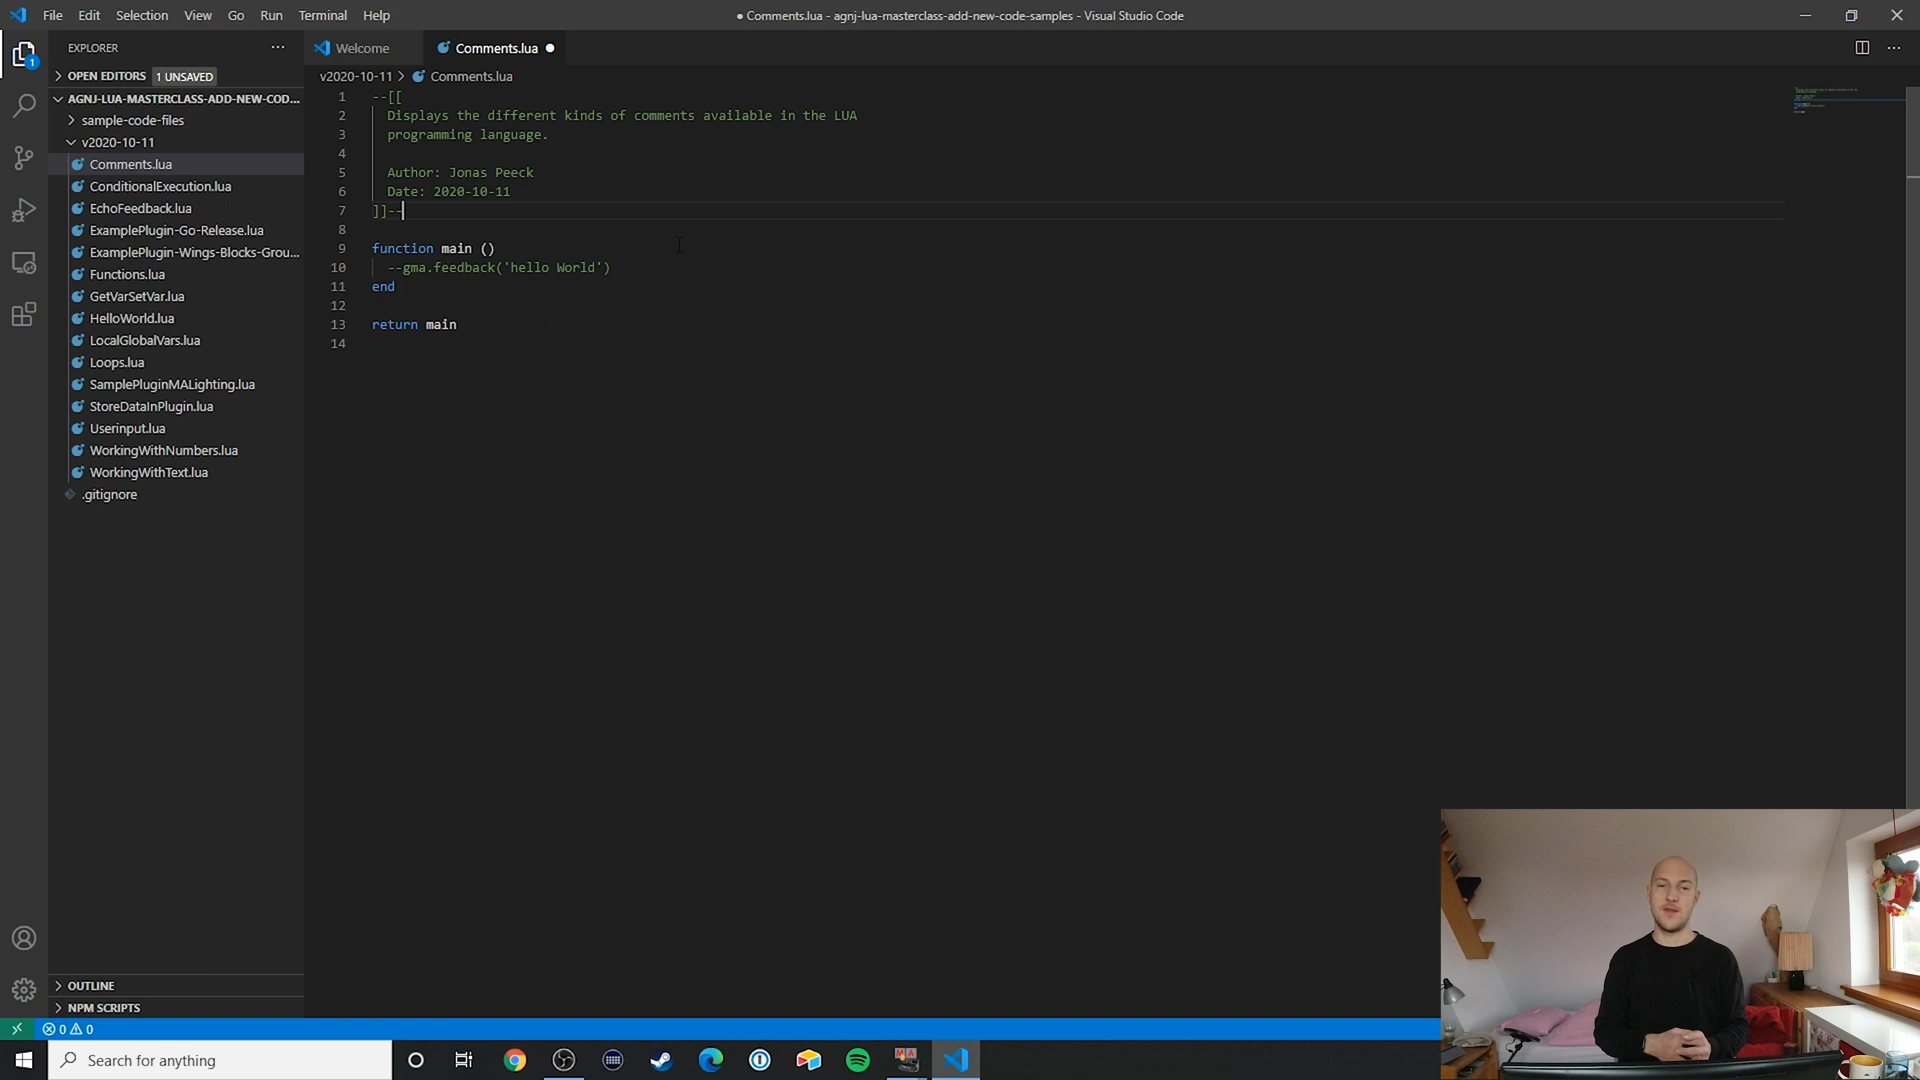 File Edit Selection View Go Run Terminal Help
● Comments.lua - agnj-lua-masterclass-add-new-code-samples - Visual Studio Code
EXPLORER
Welcome
Comments.lua
OPEN EDITORS
1 UNSAVED
v2020-10-11 > Comments.lua
AGNJ-LUA-MASTERCLASS-ADD-NEW-COD...
sample-code-files
v2020-10-11
Comments.lua
ConditionalExecution.lua
EchoFeedback.lua
ExamplePlugin-Go-Release.lua
ExamplePlugin-Wings-Blocks-Grou...
Functions.lua
GetVarSetVar.lua
HelloWorld.lua
LocalGlobalVars.lua
Loops.lua
SamplePluginMALighting.lua
StoreDataInPlugin.lua
Userinput.lua
WorkingWithNumbers.lua
WorkingWithText.lua
.gitignore
1 --[[
2 Displays the different kinds of comments available in the LUA
3 programming language.
4
5 Author: Jonas Peeck
6 Date: 2020-10-11
7 ]]--
8
9 function main ()
10 --gma.feedback('hello World')
11 end
12
13 return main
14
1
OUTLINE
NPM SCRIPTS
0 0
Search for anything
MA